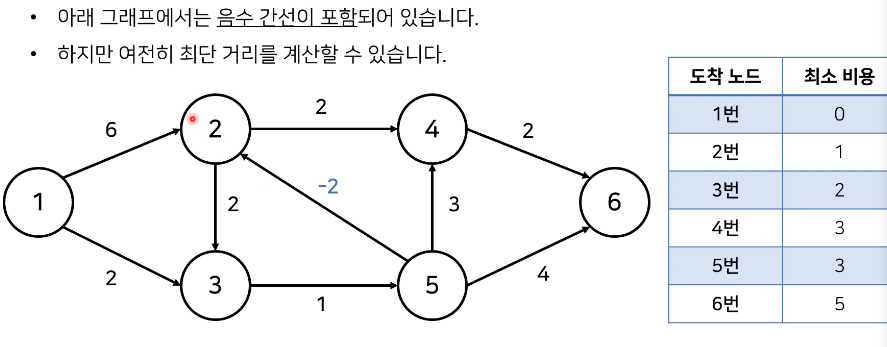 • 아래 그래프에서는 음수 간선이 포함되어 있습니다.
• 하지만 여전히 최단 거리를 계산할 수 있습니다.
도착 노드 최소 비용
1번 0
2번 1
3번 2
4번 3
5번 3
6번 5
6
2
2
4
2
1
2
-2
3
6
2
3
1
5
4